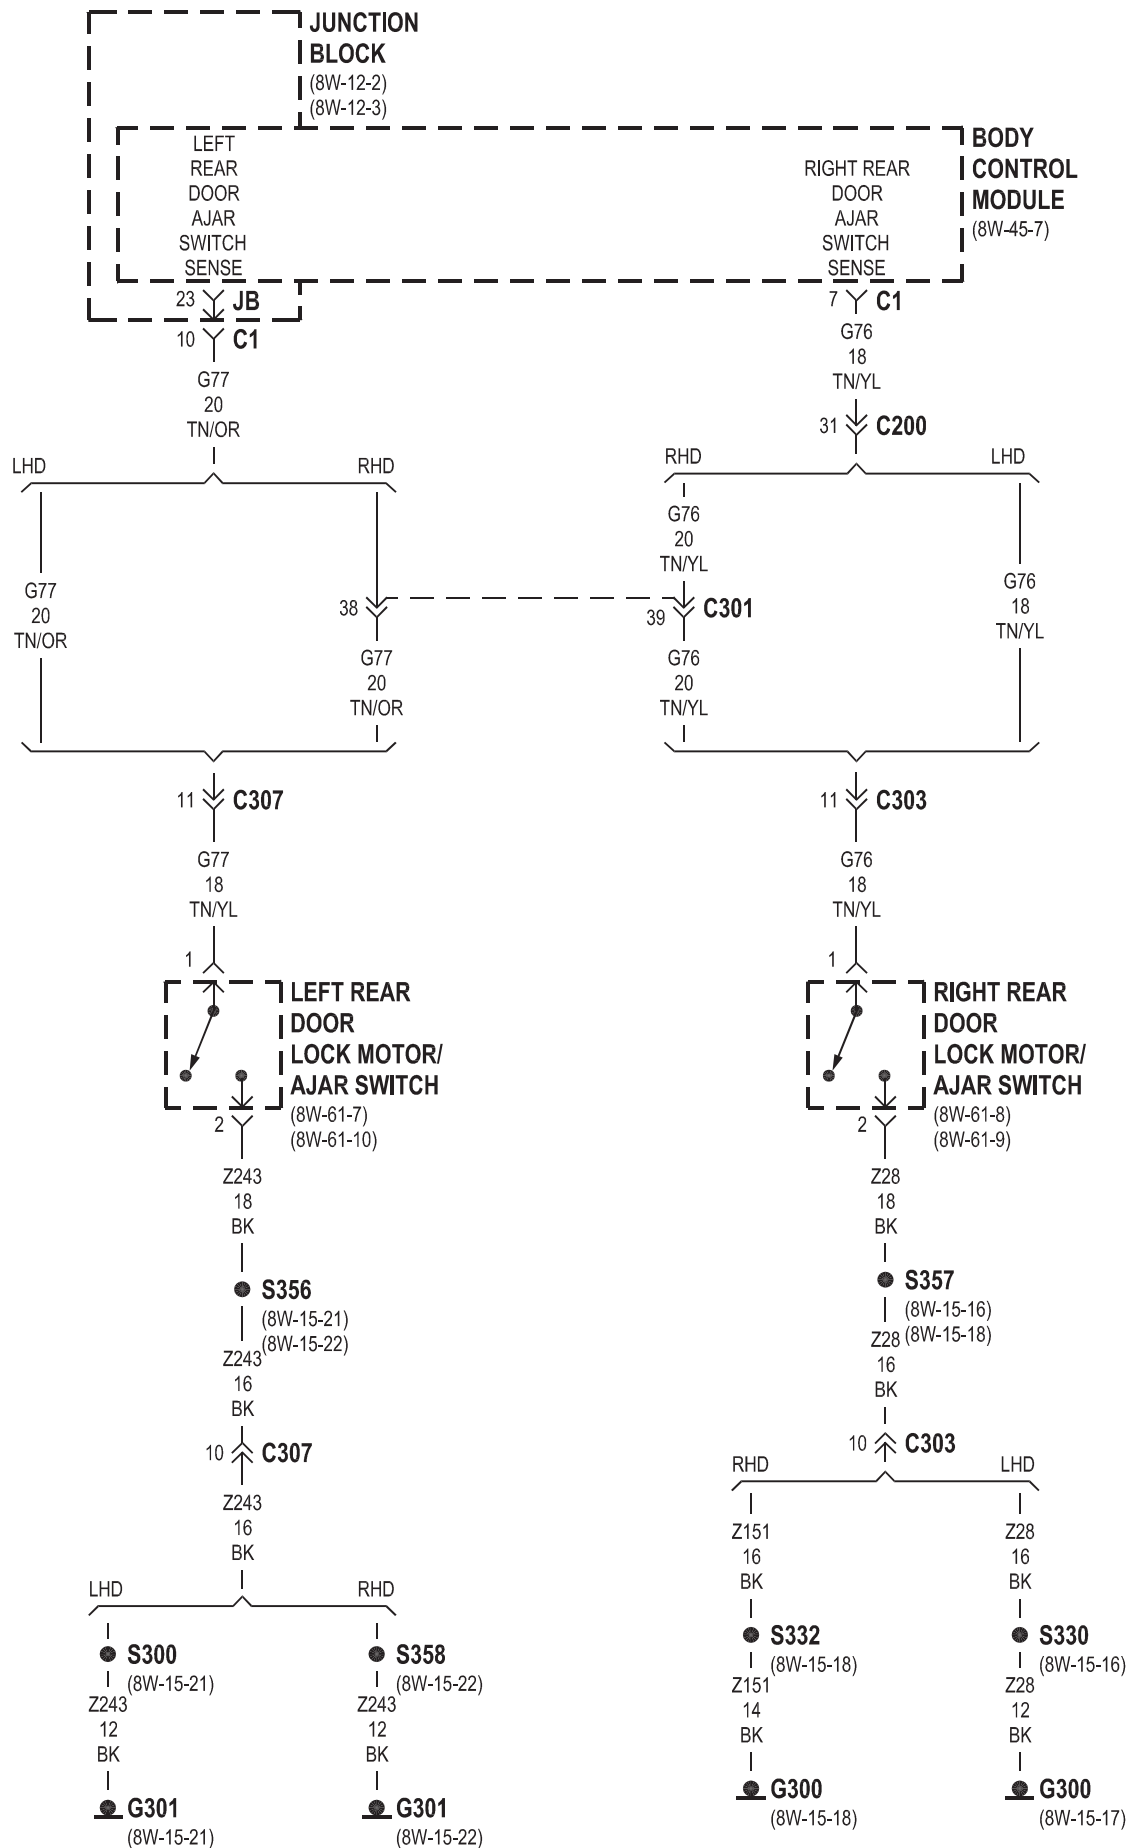 JUNCTION
BLOCK
(8W-12-2)
(8W-12-3)
LEFT
REAR
DOOR
AJAR
SWITCH
SENSE
RIGHT REAR
DOOR
AJAR
SWITCH
SENSE
BODY
CONTROL
MODULE
(8W-45-7)
23 JB
10 C1
G77
20
TN/OR
7 C1
G76
18
TN/YL
31 C200
LHD
RHD
G77
20
TN/OR
38
G77
20
TN/OR
RHD
LHD
G76
20
TN/YL
39 C301
G76
20
TN/YL
G76
18
TN/YL
11 C307
G77
18
TN/YL
1
LEFT REAR
DOOR
LOCK MOTOR/
AJAR SWITCH
(8W-61-7)
(8W-61-10)
2
Z243
18
BK
S356
(8W-15-21)
(8W-15-22)
Z243
16
BK
10 C307
Z243
16
BK
LHD
RHD
S300
(8W-15-21)
Z243
12
BK
G301
(8W-15-21)
S358
(8W-15-22)
Z243
12
BK
G301
(8W-15-22)
11 C303
G76
18
TN/YL
1
RIGHT REAR
DOOR
LOCK MOTOR/
AJAR SWITCH
(8W-61-8)
(8W-61-9)
2
Z28
18
BK
S357
(8W-15-16)
(8W-15-18)
Z28
16
BK
10 C303
RHD
LHD
Z151
16
BK
S332
(8W-15-18)
Z151
14
BK
G300
(8W-15-18)
Z28
16
BK
S330
(8W-15-16)
Z28
12
BK
G300
(8W-15-17)